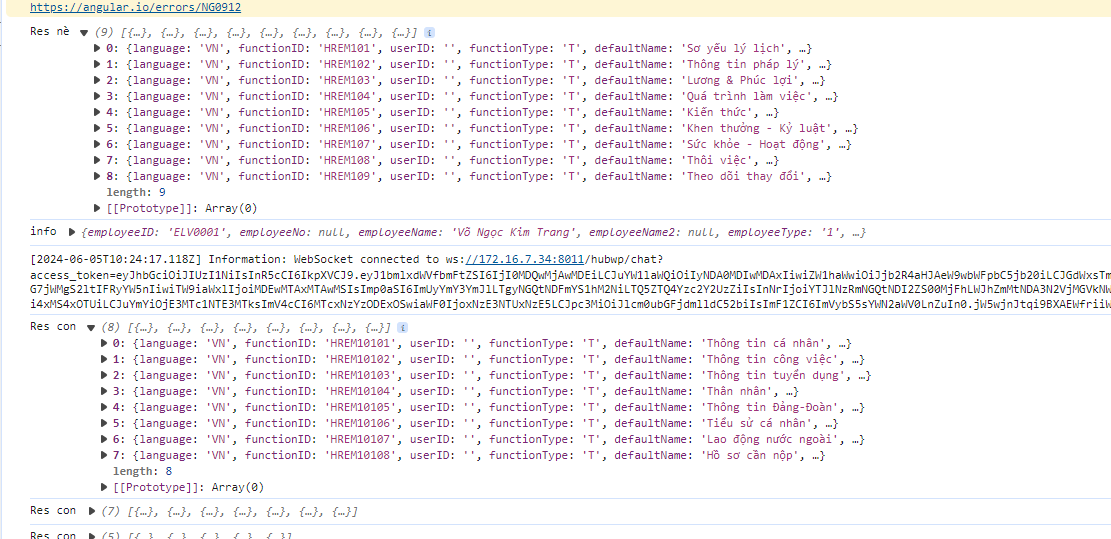 https://angular.io/errors/NG0912
Res nè ▼ (9) [{…}, {…}, {…}, {…}, {…}, {…}, {…}, {…}, {…}] i
▶ 0: {language: 'VN', functionID: 'HREM101', userID: '', functionType: 'T', defaultName: 'Sơ yếu lý lịch', …}
▶ 1: {language: 'VN', functionID: 'HREM102', userID: '', functionType: 'T', defaultName: 'Thông tin pháp lý', …}
▶ 2: {language: 'VN', functionID: 'HREM103', userID: '', functionType: 'T', defaultName: 'Lương & Phúc lợi', …}
▶ 3: {language: 'VN', functionID: 'HREM104', userID: '', functionType: 'T', defaultName: 'Quá trình làm việc', …}
▶ 4: {language: 'VN', functionID: 'HREM105', userID: '', functionType: 'T', defaultName: 'Kiến thức', …}
▶ 5: {language: 'VN', functionID: 'HREM106', userID: '', functionType: 'T', defaultName: 'Khen thưởng - Kỷ luật', …}
▶ 6: {language: 'VN', functionID: 'HREM107', userID: '', functionType: 'T', defaultName: 'Sức khỏe - Hoạt động', …}
▶ 7: {language: 'VN', functionID: 'HREM108', userID: '', functionType: 'T', defaultName: 'Thôi việc', …}
▶ 8: {language: 'VN', functionID: 'HREM109', userID: '', functionType: 'T', defaultName: 'Theo dõi thay đổi', …}
length: 9
▶ [[Prototype]]: Array(0)
info ▶ {employeeID: 'ELV0001', employeeNo: null, employeeName: 'Võ Ngọc Kim Trang', employeeName2: null, employeeType: '1', …}
[2024-06-05T10:24:17.118Z] Information: WebSocket connected to ws://172.16.7.34:8011/hubwp/chat?
Res con ▼ (8) [{…}, {…}, {…}, {…}, {…}, {…}, {…}, {…}] i
▶ 0: {language: 'VN', functionID: 'HREM10101', userID: '', functionType: 'T', defaultName: 'Thông tin cá nhân', …}
▶ 1: {language: 'VN', functionID: 'HREM10102', userID: '', functionType: 'T', defaultName: 'Thông tin công việc', …}
▶ 2: {language: 'VN', functionID: 'HREM10103', userID: '', functionType: 'T', defaultName: 'Thông tin tuyển dụng', …}
▶ 3: {language: 'VN', functionID: 'HREM10104', userID: '', functionType: 'T', defaultName: 'Thân nhân', …}
▶ 4: {language: 'VN', functionID: 'HREM10105', userID: '', functionType: 'T', defaultName: 'Thông tin Đảng-Đoàn', …}
▶ 5: {language: 'VN', functionID: 'HREM10106', userID: '', functionType: 'T', defaultName: 'Tiểu sử cá nhân', …}
▶ 6: {language: 'VN', functionID: 'HREM10107', userID: '', functionType: 'T', defaultName: 'Lao động nước ngoài', …}
▶ 7: {language: 'VN', functionID: 'HREM10108', userID: '', functionType: 'T', defaultName: 'Hồ sơ cần nộp', …}
length: 8
▶ [[Prototype]]: Array(0)
Res con ▶ (7) [{…}, {…}, {…}, {…}, {…}, {…}, {…}]
Res con ▶ (5) [{…}, {…}, {…}, {…}, {…}]